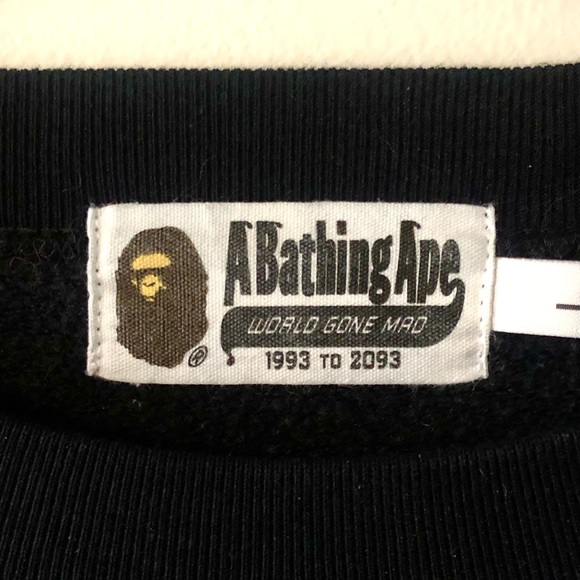 A Bathing Ape
WORLD GONE MAD
1993 TO 2093
®